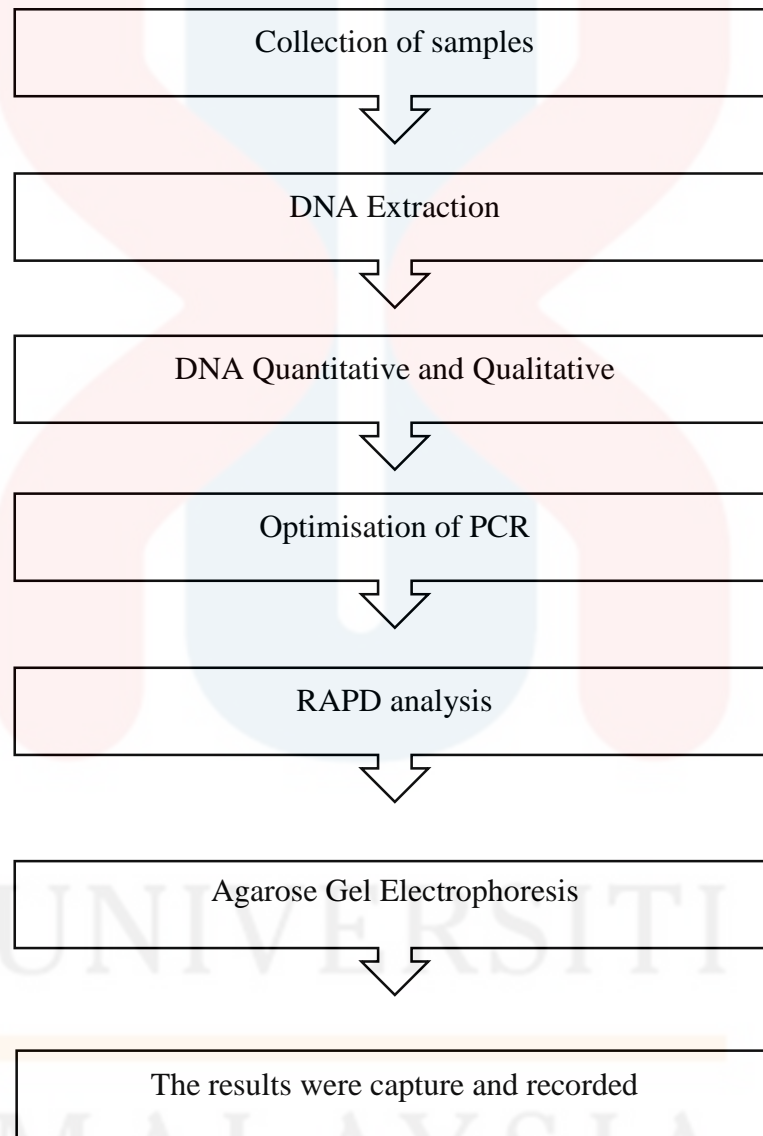 Collection of samples
DNA Extraction
DNA Quantitative and Qualitative
Optimisation of PCR
RAPD analysis
Agarose Gel Electrophoresis
UNIVERSITI
The results were capture and recorded
MALAYSIA